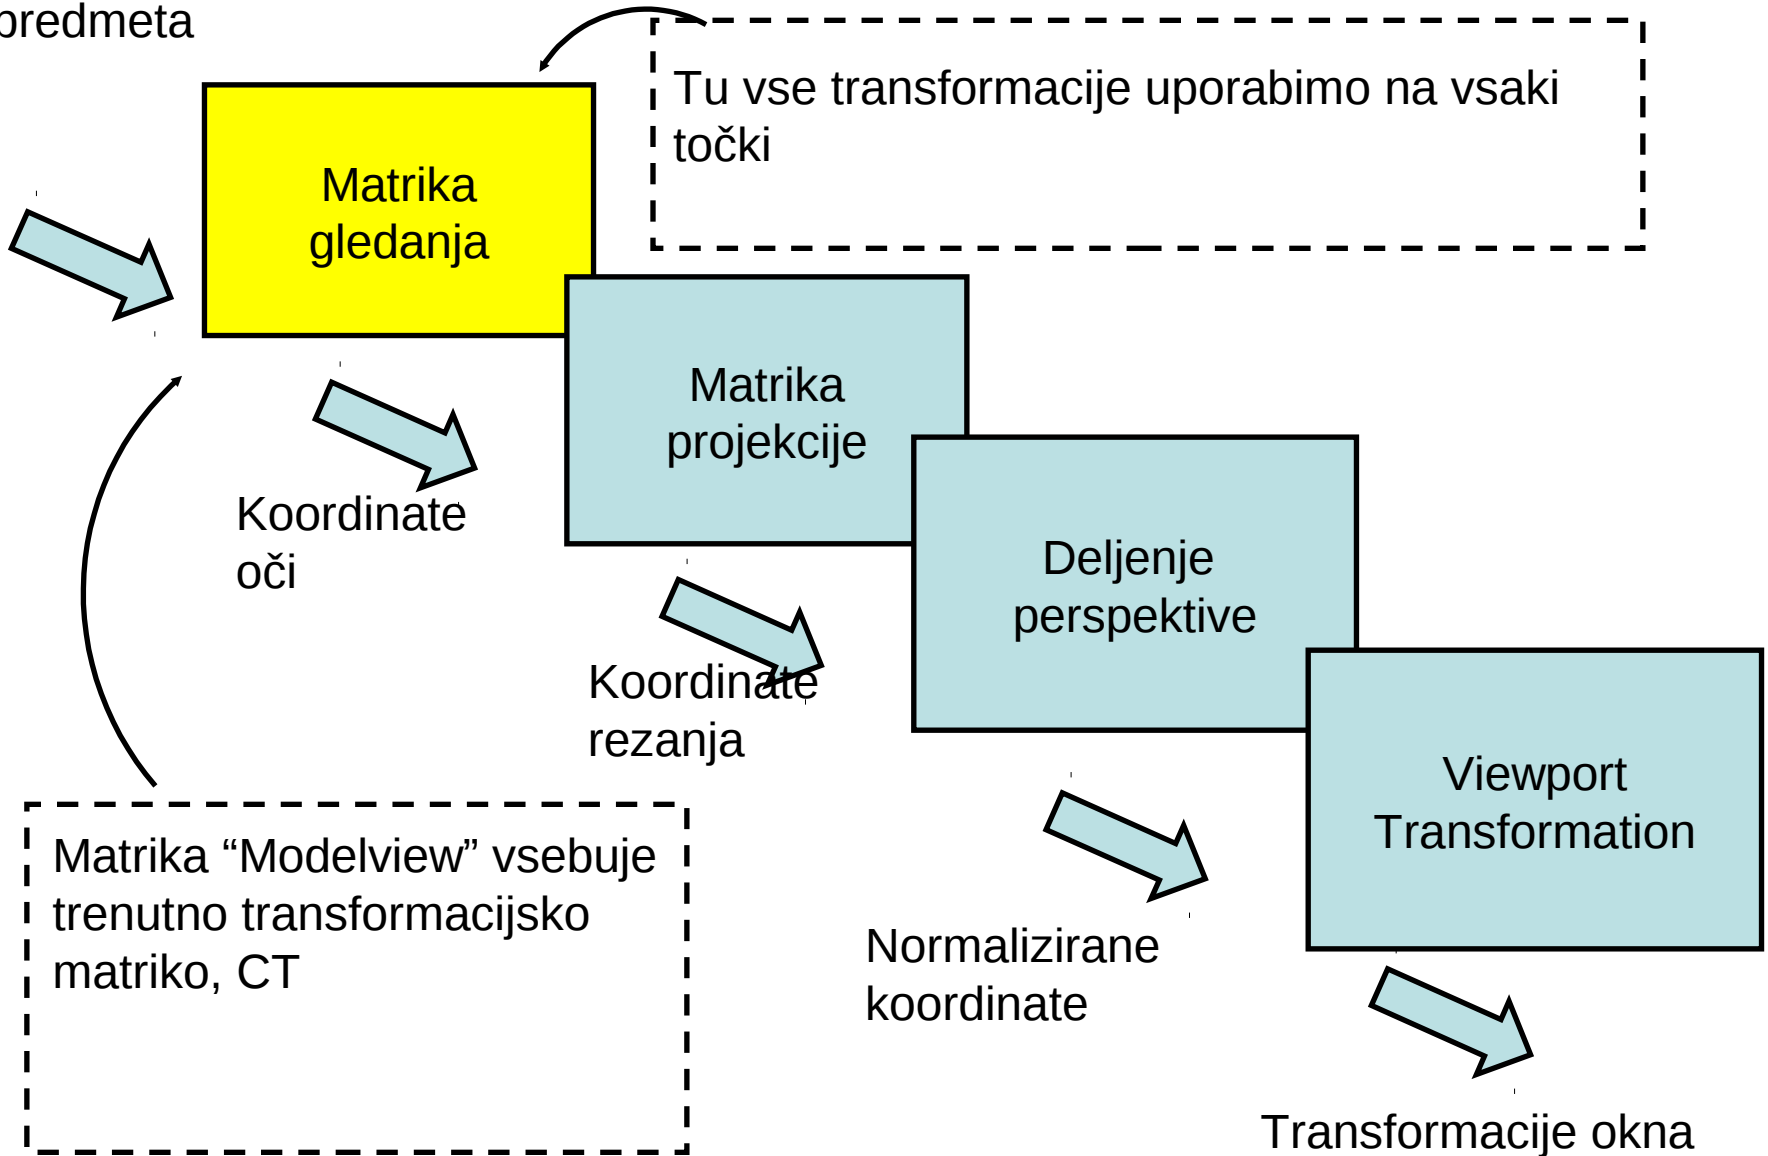 predmeta
Tu vse transformacije uporabimo na vsaki
točki
Matrika
gledanja
Matrika
projekcije
Koordinate
oči
Deljenje
perspektive
Koordinate
rezanja
Viewport
Transformation
Matrika “Modelview” vsebuje
trenutno transformacijsko
matriko, CT
Normalizirane
koordinate
Transformacije okna